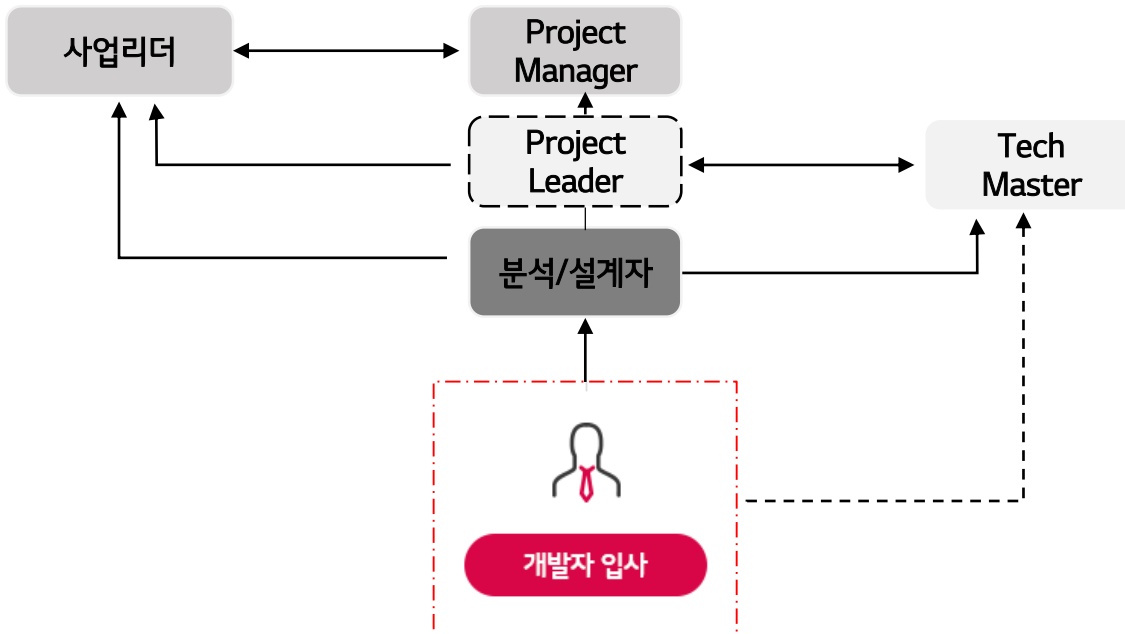 사업리더
Project
Manager
Project
Leader
Tech
Master
분석/설계자
개발자 입사